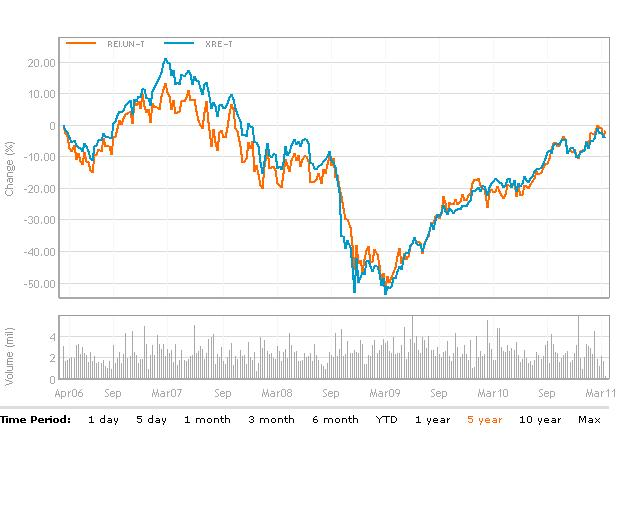 REI.UN-T XRE-T
20.00
10.00
0
-10.00
-20.00
-30.00
-40.00
-50.00
Change (%)
4
2
0
Volume (mil)
Apr06 Sep Mar07 Sep Mar08 Sep Mar09 Sep Mar10 Sep Mar11
Time Period: 1 day 5 day 1 month 3 month 6 month YTD 1 year 5 year 10 year Max